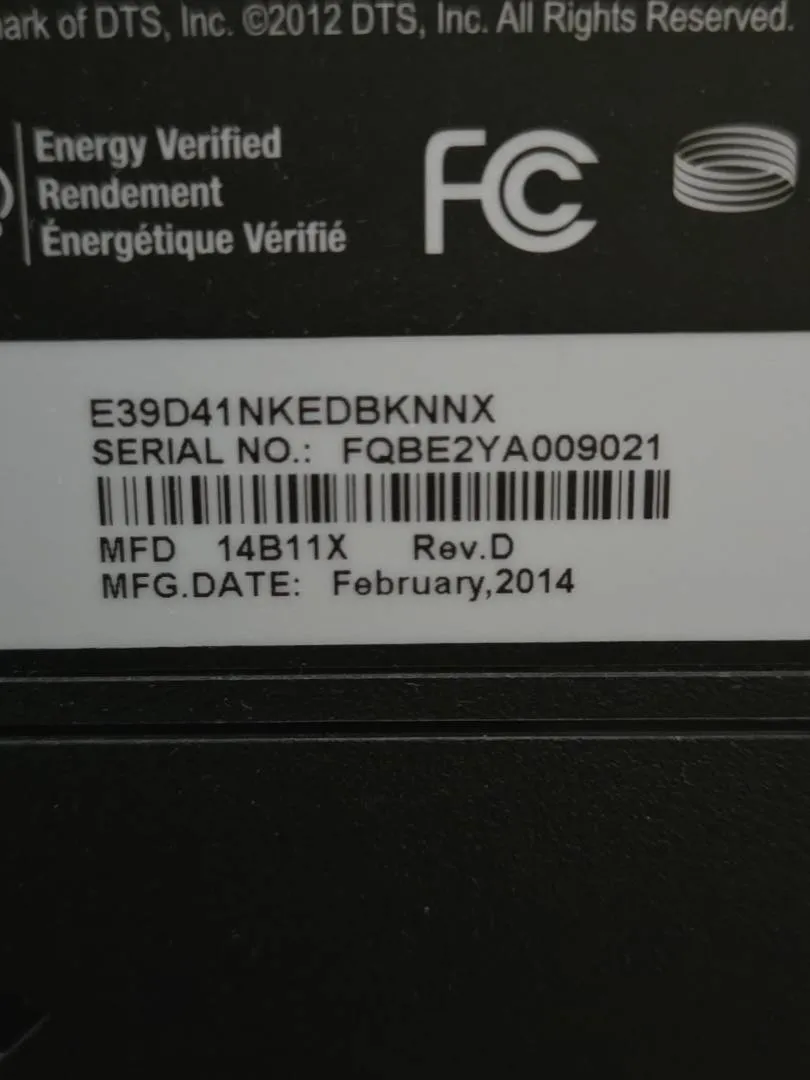 ark of DTS, Inc. ©2012 DTS, Inc. All Rights Reserved.
Energy Verified
Rendement
Énergétique Vérifié
FC
E39D41NKEDBKNNX
SERIAL NO.: FQBE2YA009021
MFD 14B11X Rev.D
MFG.DATE: February,2014